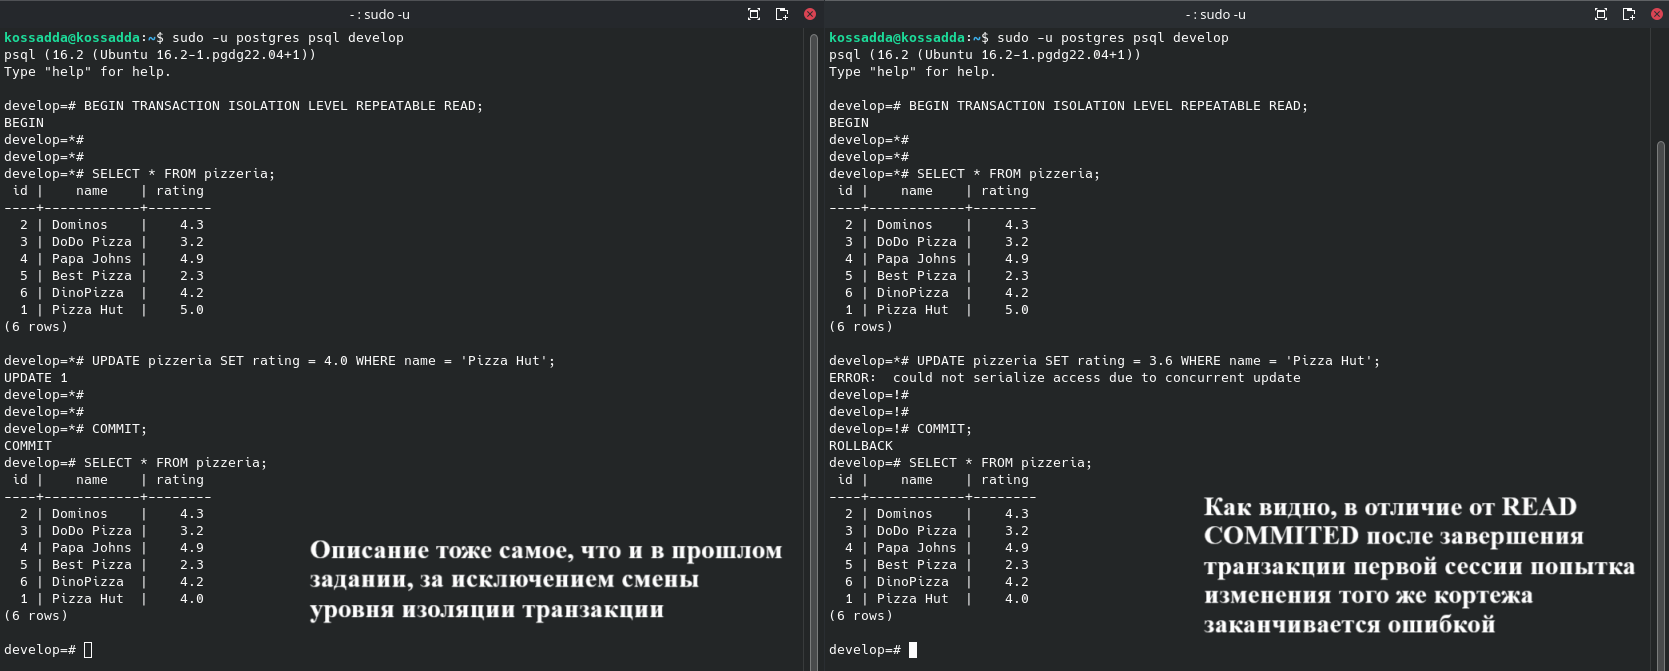 - : sudo -u
kossadda@kossadda:~$ sudo -u postgres psql develop
psql (16.2 (Ubuntu 16.2-1.pgdg22.04+1))
Type "help" for help.
develop=# BEGIN TRANSACTION ISOLATION LEVEL REPEATABLE READ;
BEGIN
develop=*#
develop=*#
develop=*# SELECT * FROM pizzeria;
 id |    name    | rating
----+------------+--------
  2 | Dominos    |    4.3
  3 | DoDo Pizza |    3.2
  4 | Papa Johns |    4.9
  5 | Best Pizza |    2.3
  6 | DinoPizza  |    4.2
  1 | Pizza Hut  |    5.0
(6 rows)
develop=*# UPDATE pizzeria SET rating = 4.0 WHERE name = 'Pizza Hut';
UPDATE 1
develop=*#
develop=*#
develop=*# COMMIT;
COMMIT
develop=# SELECT * FROM pizzeria;
 id |    name    | rating
----+------------+--------
  2 | Dominos    |    4.3
  3 | DoDo Pizza |    3.2
  4 | Papa Johns |    4.9
  5 | Best Pizza |    2.3
  6 | DinoPizza  |    4.2
  1 | Pizza Hut  |    4.0
(6 rows)
develop=#
Описание тоже самое, что и в прошлом
задании, за исключением смены
уровня изоляции транзакции
- : sudo -u
kossadda@kossadda:~$ sudo -u postgres psql develop
psql (16.2 (Ubuntu 16.2-1.pgdg22.04+1))
Type "help" for help.
develop=# BEGIN TRANSACTION ISOLATION LEVEL REPEATABLE READ;
BEGIN
develop=*#
develop=*#
develop=*# SELECT * FROM pizzeria;
 id |    name    | rating
----+------------+--------
  2 | Dominos    |    4.3
  3 | DoDo Pizza |    3.2
  4 | Papa Johns |    4.9
  5 | Best Pizza |    2.3
  6 | DinoPizza  |    4.2
  1 | Pizza Hut  |    5.0
(6 rows)
develop=*# UPDATE pizzeria SET rating = 3.6 WHERE name = 'Pizza Hut';
ERROR:  could not serialize access due to concurrent update
develop=!#
develop=!#
develop=!# COMMIT;
ROLLBACK
develop=# SELECT * FROM pizzeria;
 id |    name    | rating
----+------------+--------
  2 | Dominos    |    4.3
  3 | DoDo Pizza |    3.2
  4 | Papa Johns |    4.9
  5 | Best Pizza |    2.3
  6 | DinoPizza  |    4.2
  1 | Pizza Hut  |    4.0
(6 rows)
develop=#
Как видно, в отличие от READ
COMMITED после завершения
транзакции первой сессии попытка
изменения того же кортежа
заканчивается ошибкой